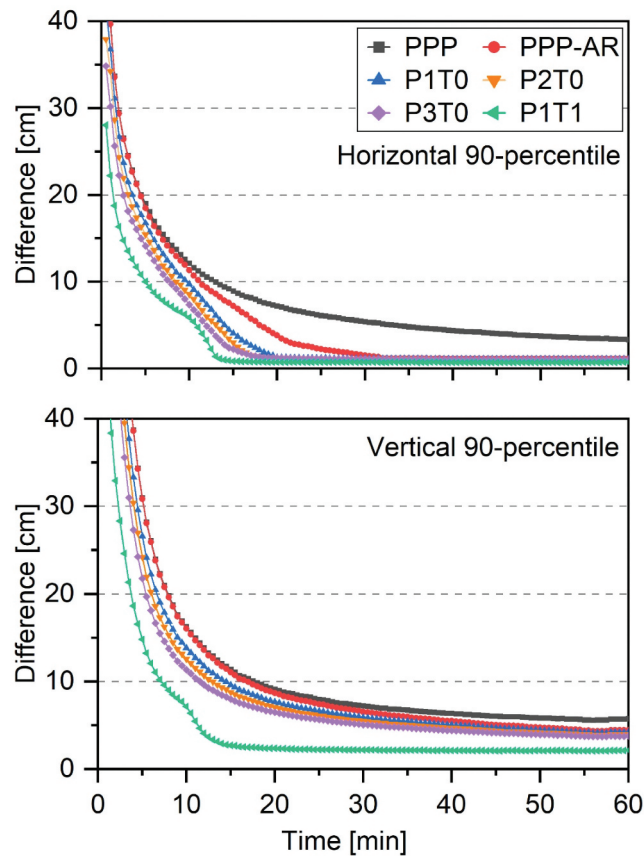 40
30
20
10
0
Difference [cm]
PPP
PPP-AR
P1T0
P2T0
P3T0
P1T1
Horizontal 90-percentile
40
30
20
10
0
Difference [cm]
Vertical 90-percentile
0 10 20 30 40 50 60
Time [min]